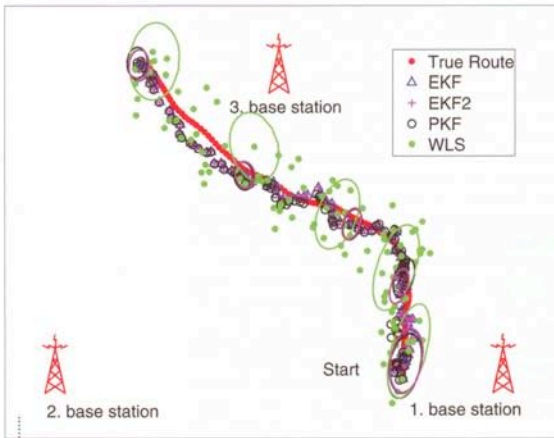 True Route
EKF
EKF2
3. base station
PKF
WLS
Start
2. base station
1. base station